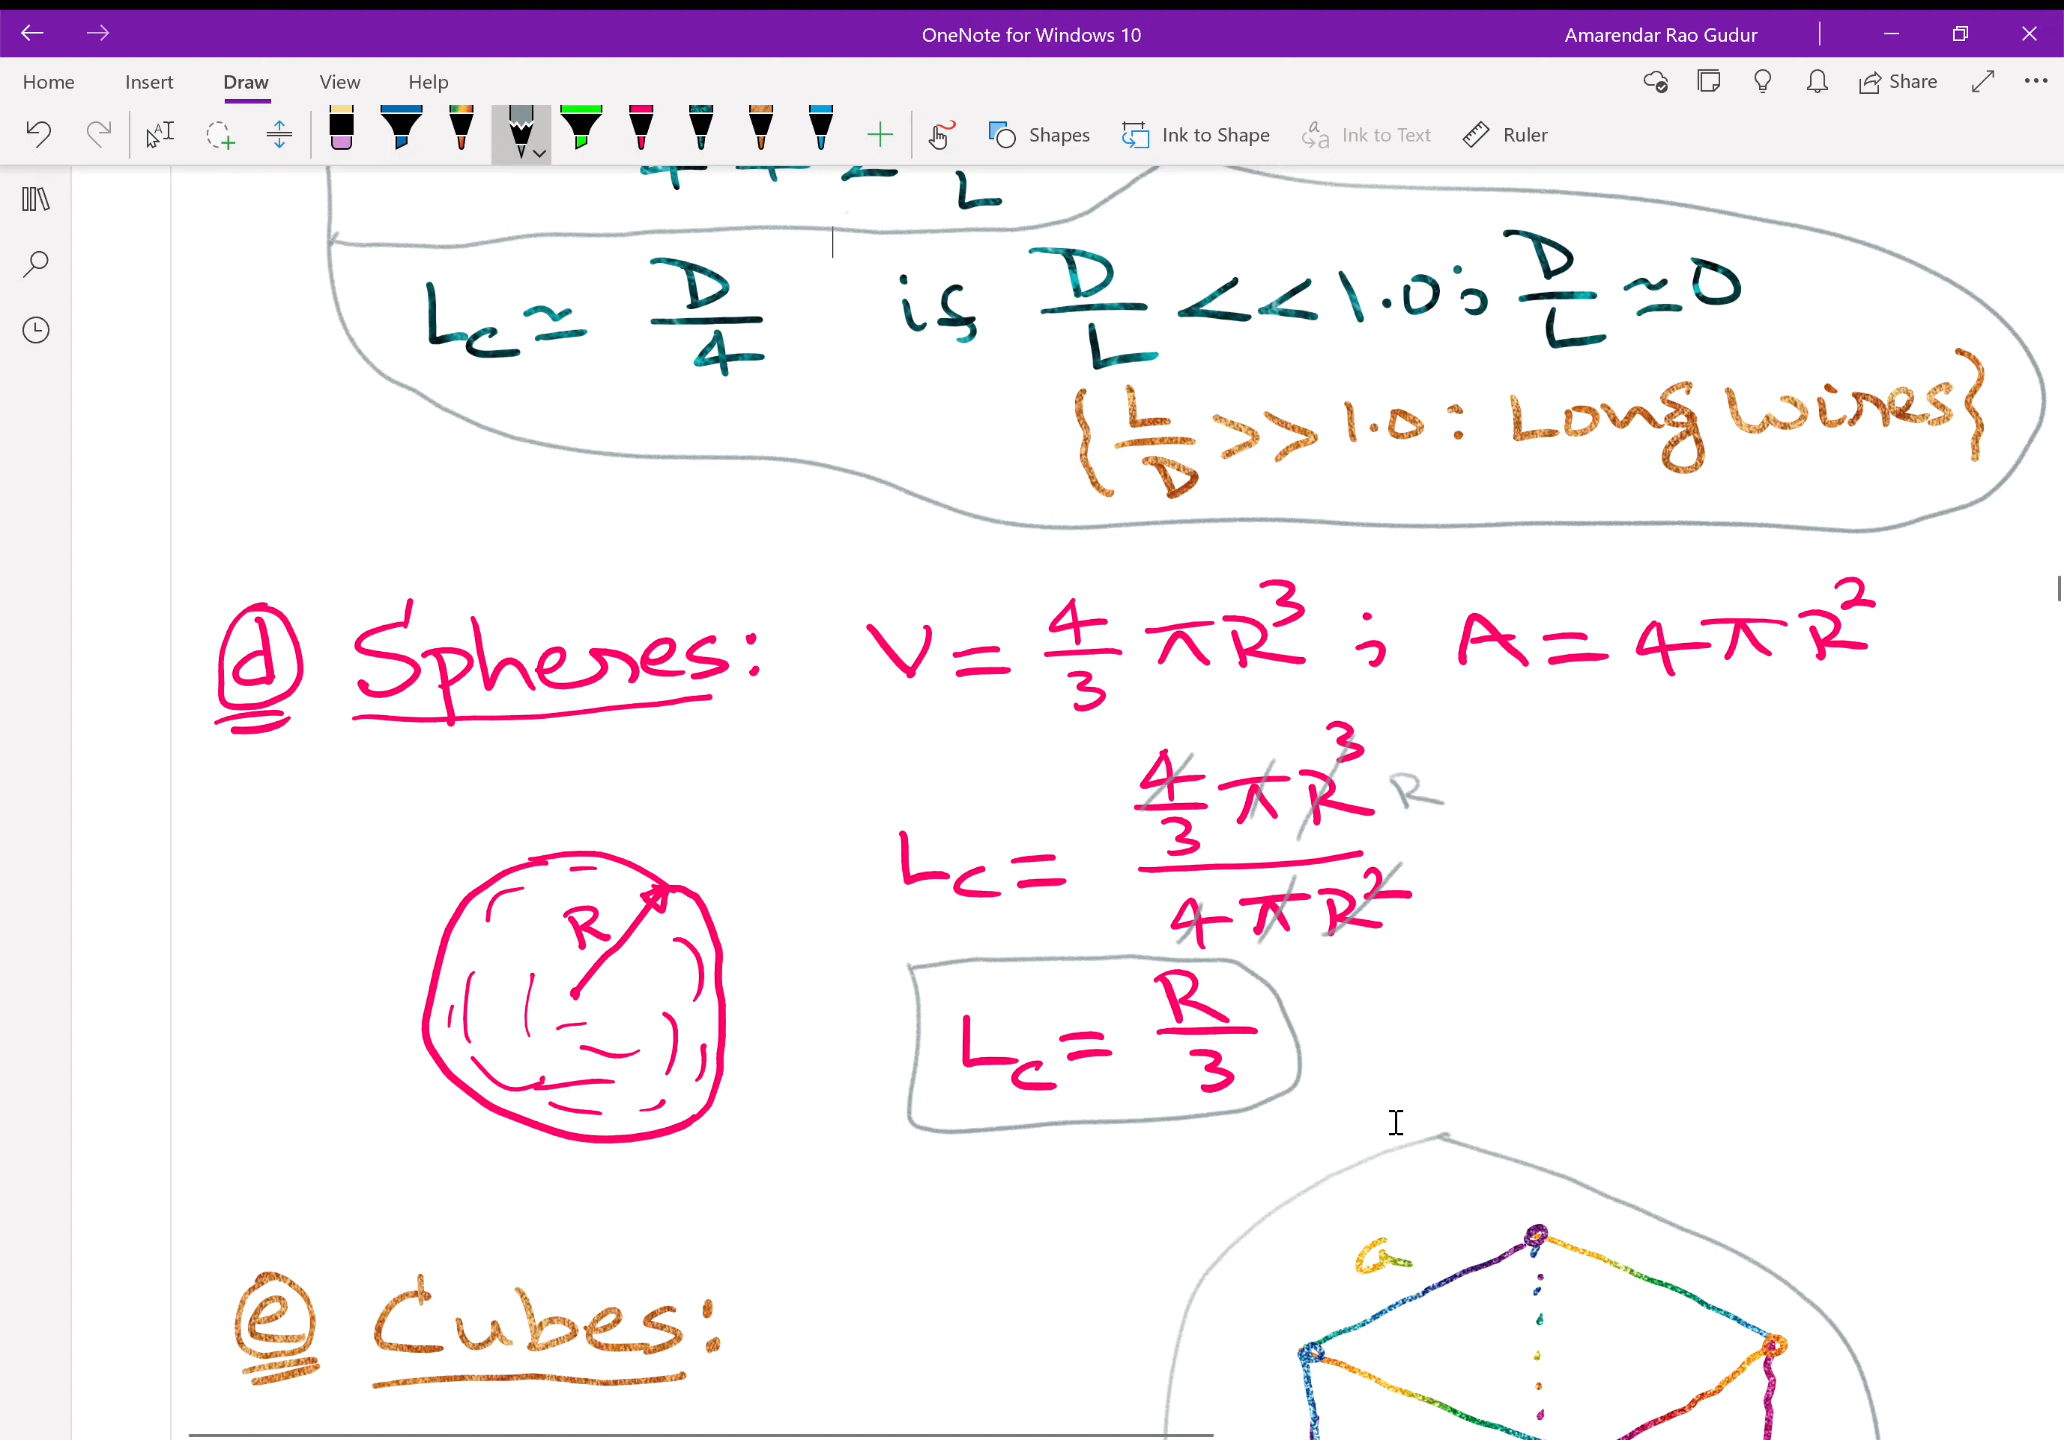 OneNote for Windows 10
Amarendar Rao Gudur
Home Insert Draw View Help
Share
Shapes Ink to Shape Ink to Text Ruler
4 + 2 L
Lc ≃ D/4 if D/L << 1.0; D/L ≃ 0
{L/D >> 1.0: Long Wires}
d Spheres: V = 4/3 πR³ ; A = 4πR²
Lc = (4/3 πR³)/(4πR²) R
R
Lc = R/3
a
e Cubes: